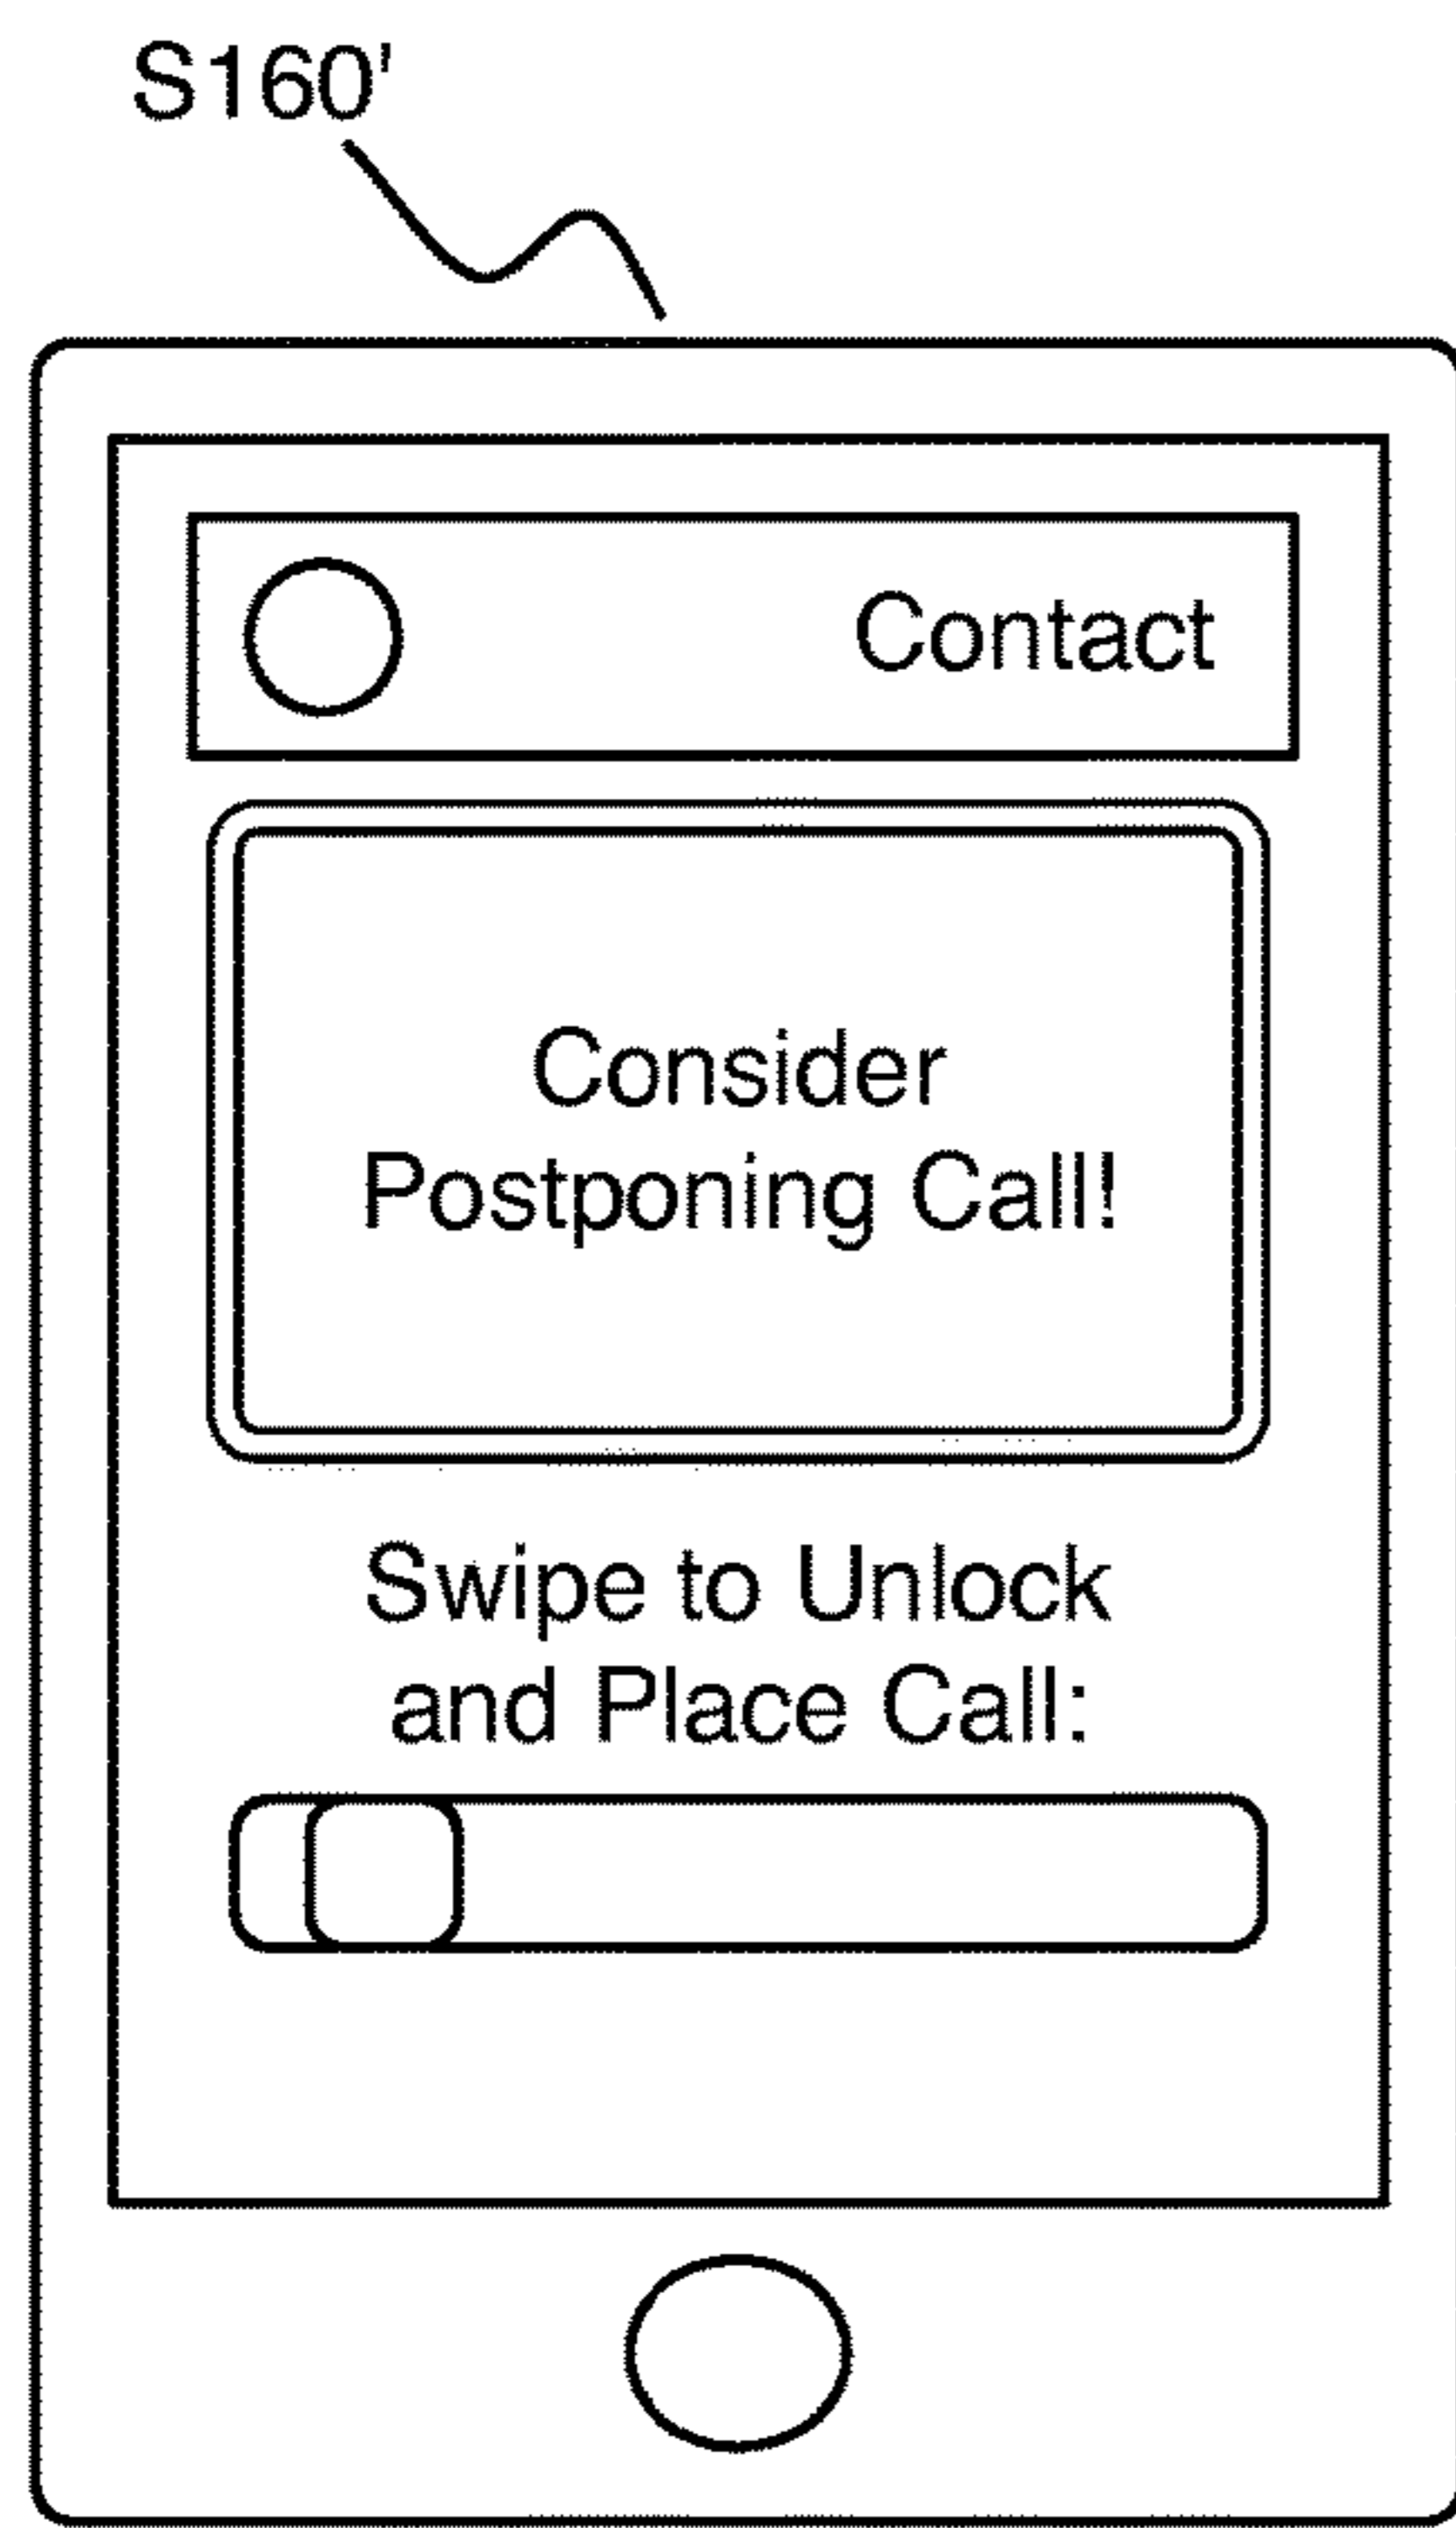 S160'
Contact
Consider
Postponing Call!
Swipe to Unlock
and Place Call: